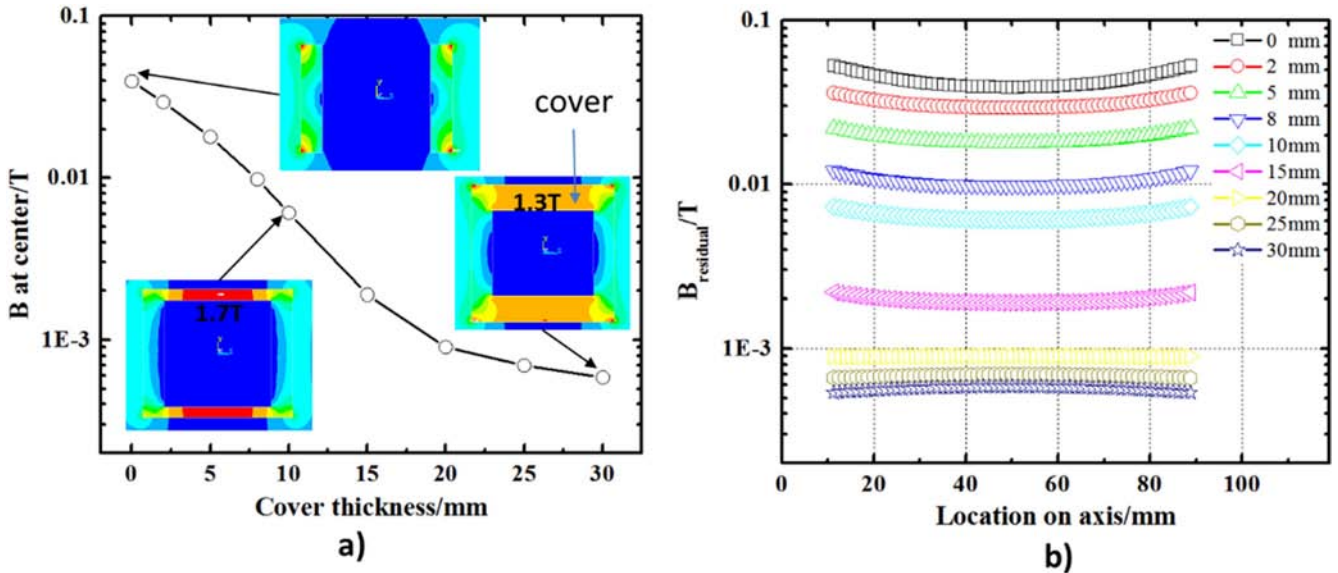 0.1
0.01
1E-3
B at center/T
cover
1.3T
1.7T
0 5 10 15 20 25 30
Cover thickness/mm
a)
0.1
0.01
1E-3
B_residual/T
0 mm
2 mm
5 mm
8 mm
10mm
15mm
20mm
25mm
30mm
0 20 40 60 80 100
Location on axis/mm
b)